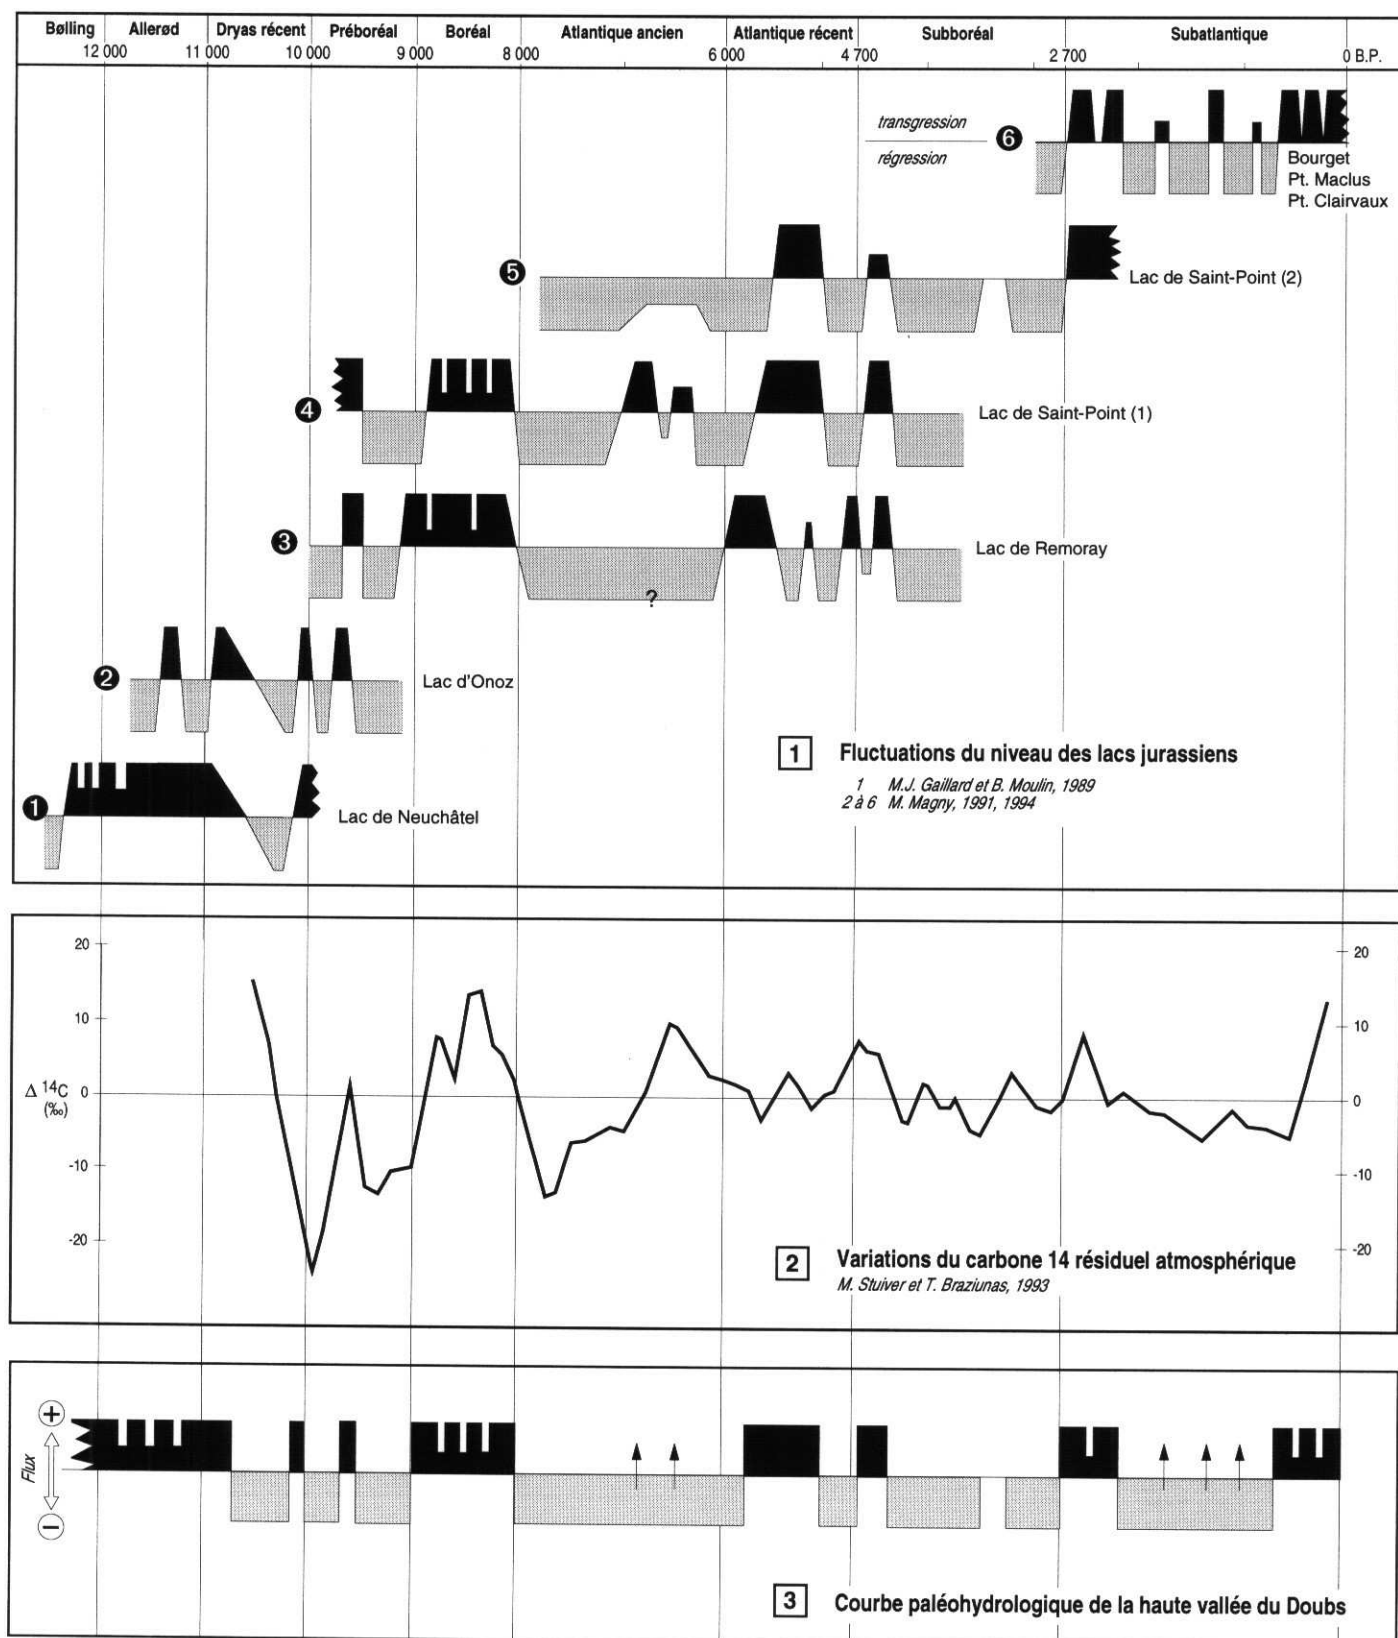 Bølling Allerød Dryas récent Préboréal Boréal Atlantique ancien Atlantique récent Subboréal Subatlantique
12 000 11 000 10 000 9 000 8 000 6 000 4 700 2 700 0 B.P.
transgression
6
régression
Bourget
Pt. Maclus
Pt. Clairvaux
5
Lac de Saint-Point (2)
4
Lac de Saint-Point (1)
3
Lac de Remoray
?
2
Lac d'Onoz
1 Fluctuations du niveau des lacs jurassiens
1 M.J. Gaillard et B. Moulin, 1989
2 à 6 M. Magny, 1991, 1994
1
Lac de Neuchâtel
20 20
10 10
Δ 14C 0 0
(‰)
-10 -10
-20 -20
2 Variations du carbone 14 résiduel atmosphérique
M. Stuiver et T. Braziunas, 1993
+
Flux
−
3 Courbe paléohydrologique de la haute vallée du Doubs